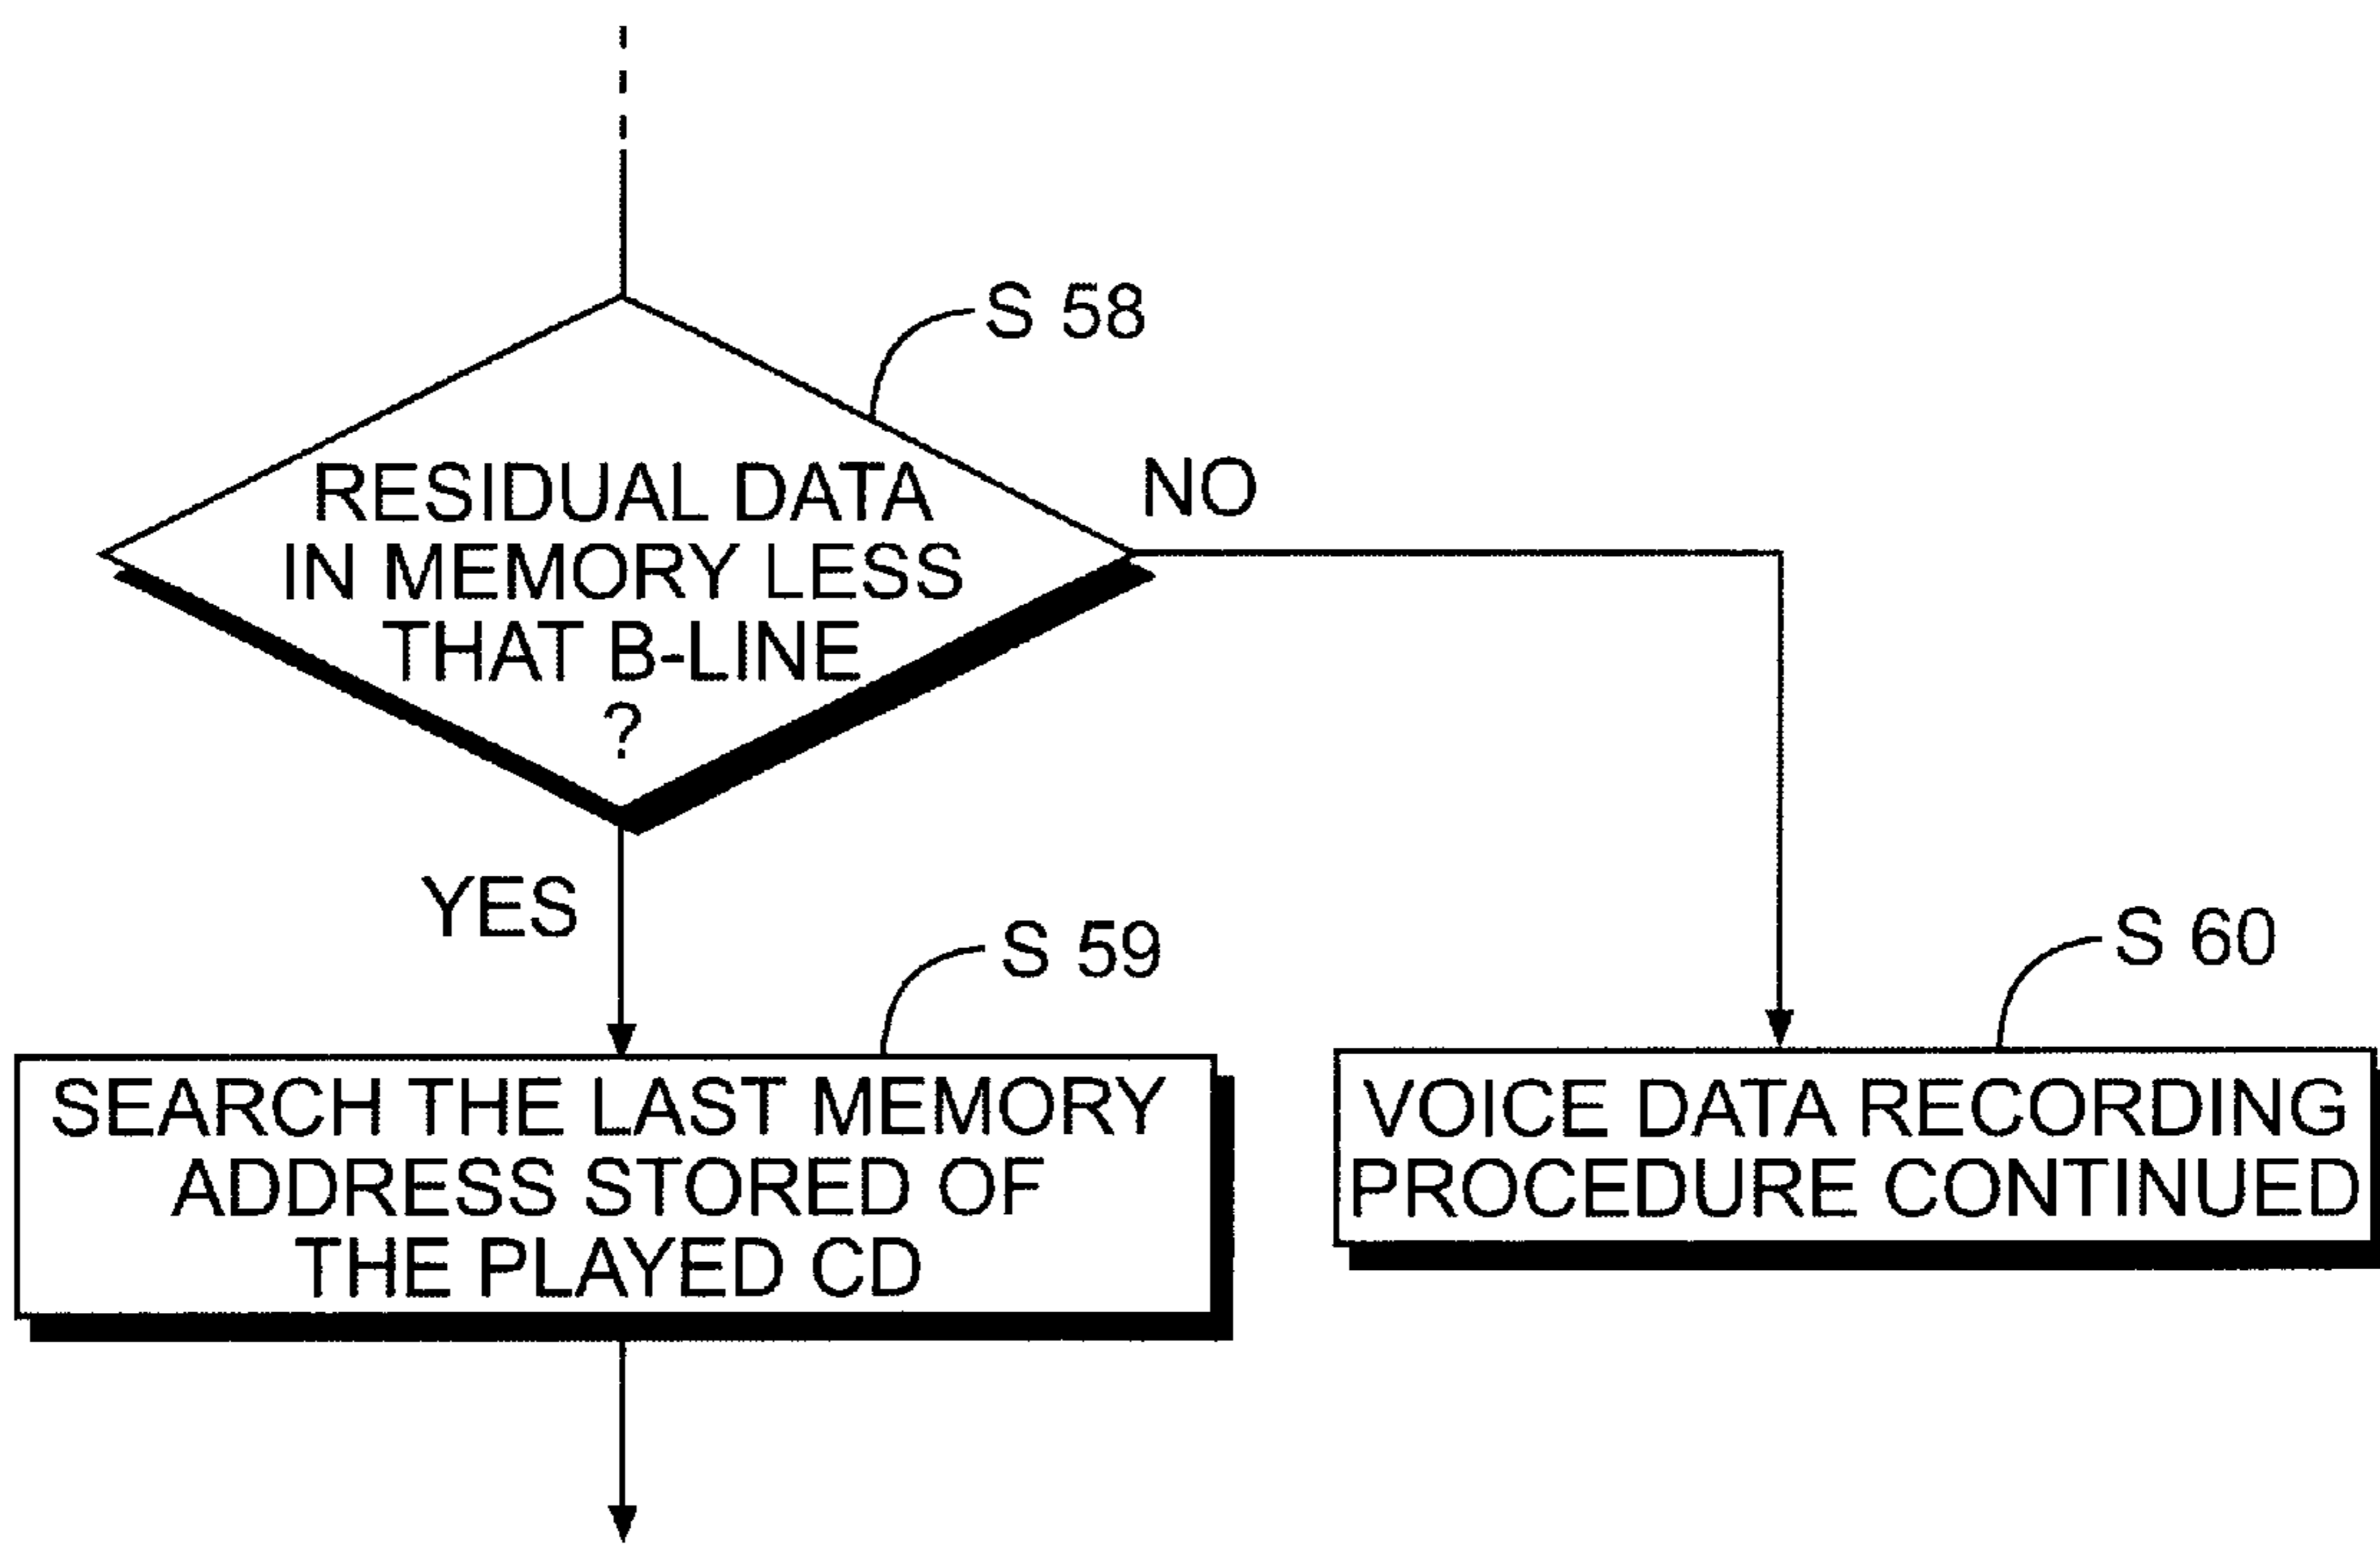 S 58
RESIDUAL DATA
IN MEMORY LESS
THAT B-LINE
?
NO
YES
S 59
SEARCH THE LAST MEMORY
ADDRESS STORED OF
THE PLAYED CD
S 60
VOICE DATA RECORDING
PROCEDURE CONTINUED